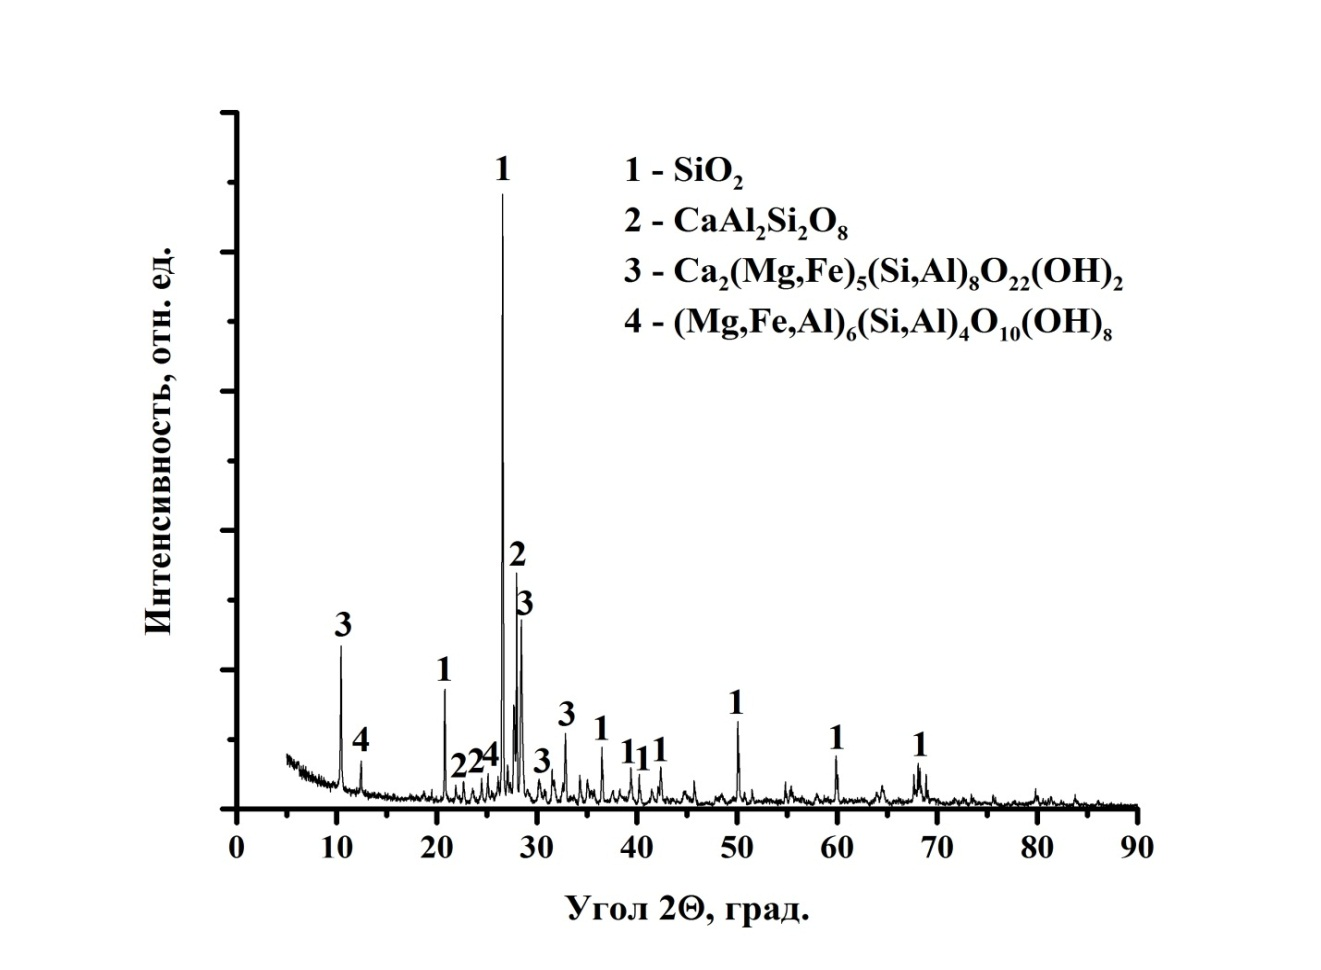 1
1 - SiO₂
2 - CaAl₂Si₂O₈
3 - Ca₂(Mg,Fe)₅(Si,Al)₈O₂₂(OH)₂
4 - (Mg,Fe,Al)₆(Si,Al)₄O₁₀(OH)₈
Интенсивность, отн. ед.
2
3
3
1
4
2
2
4
3
3
1
1
1
1
1
1
1
0 10 20 30 40 50 60 70 80 90
Угол 2Θ, град.